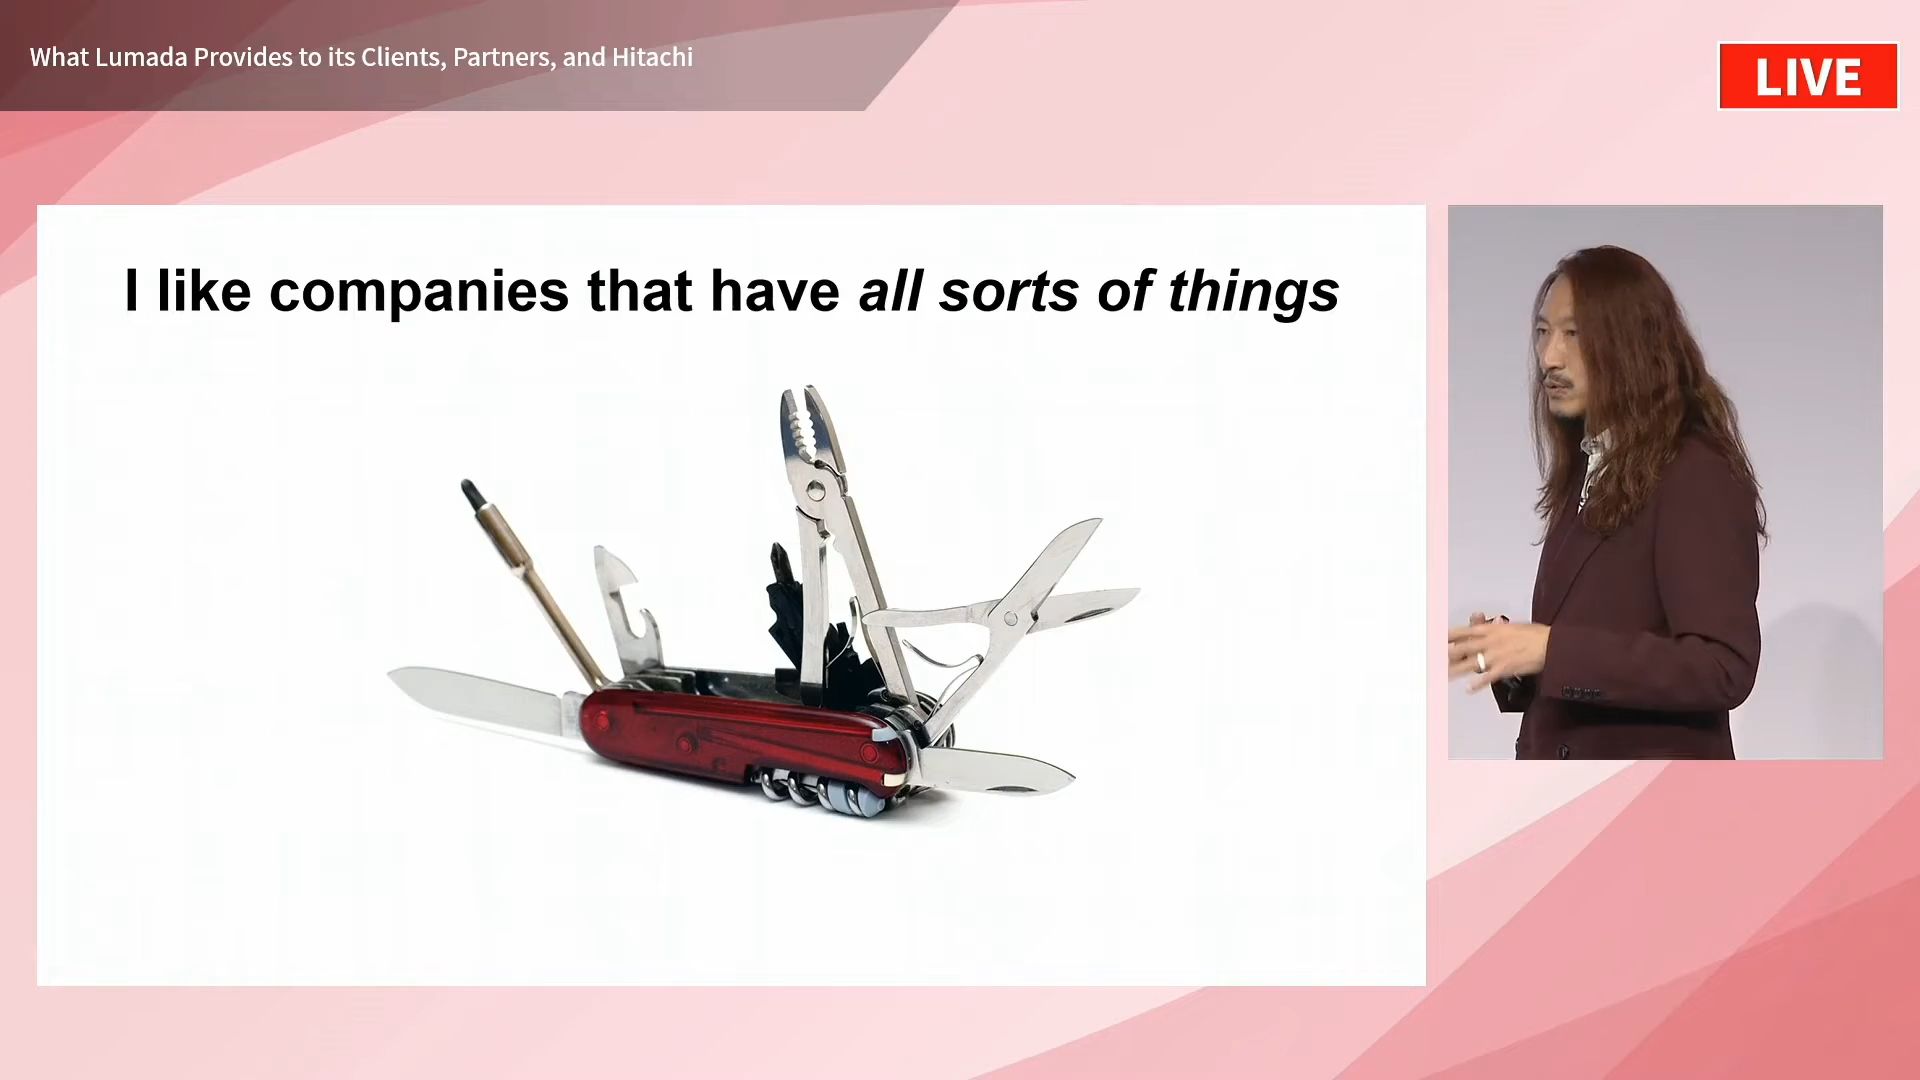 What Lumada Provides to its Clients, Partners, and Hitachi
LIVE
I like companies that have all sorts of things